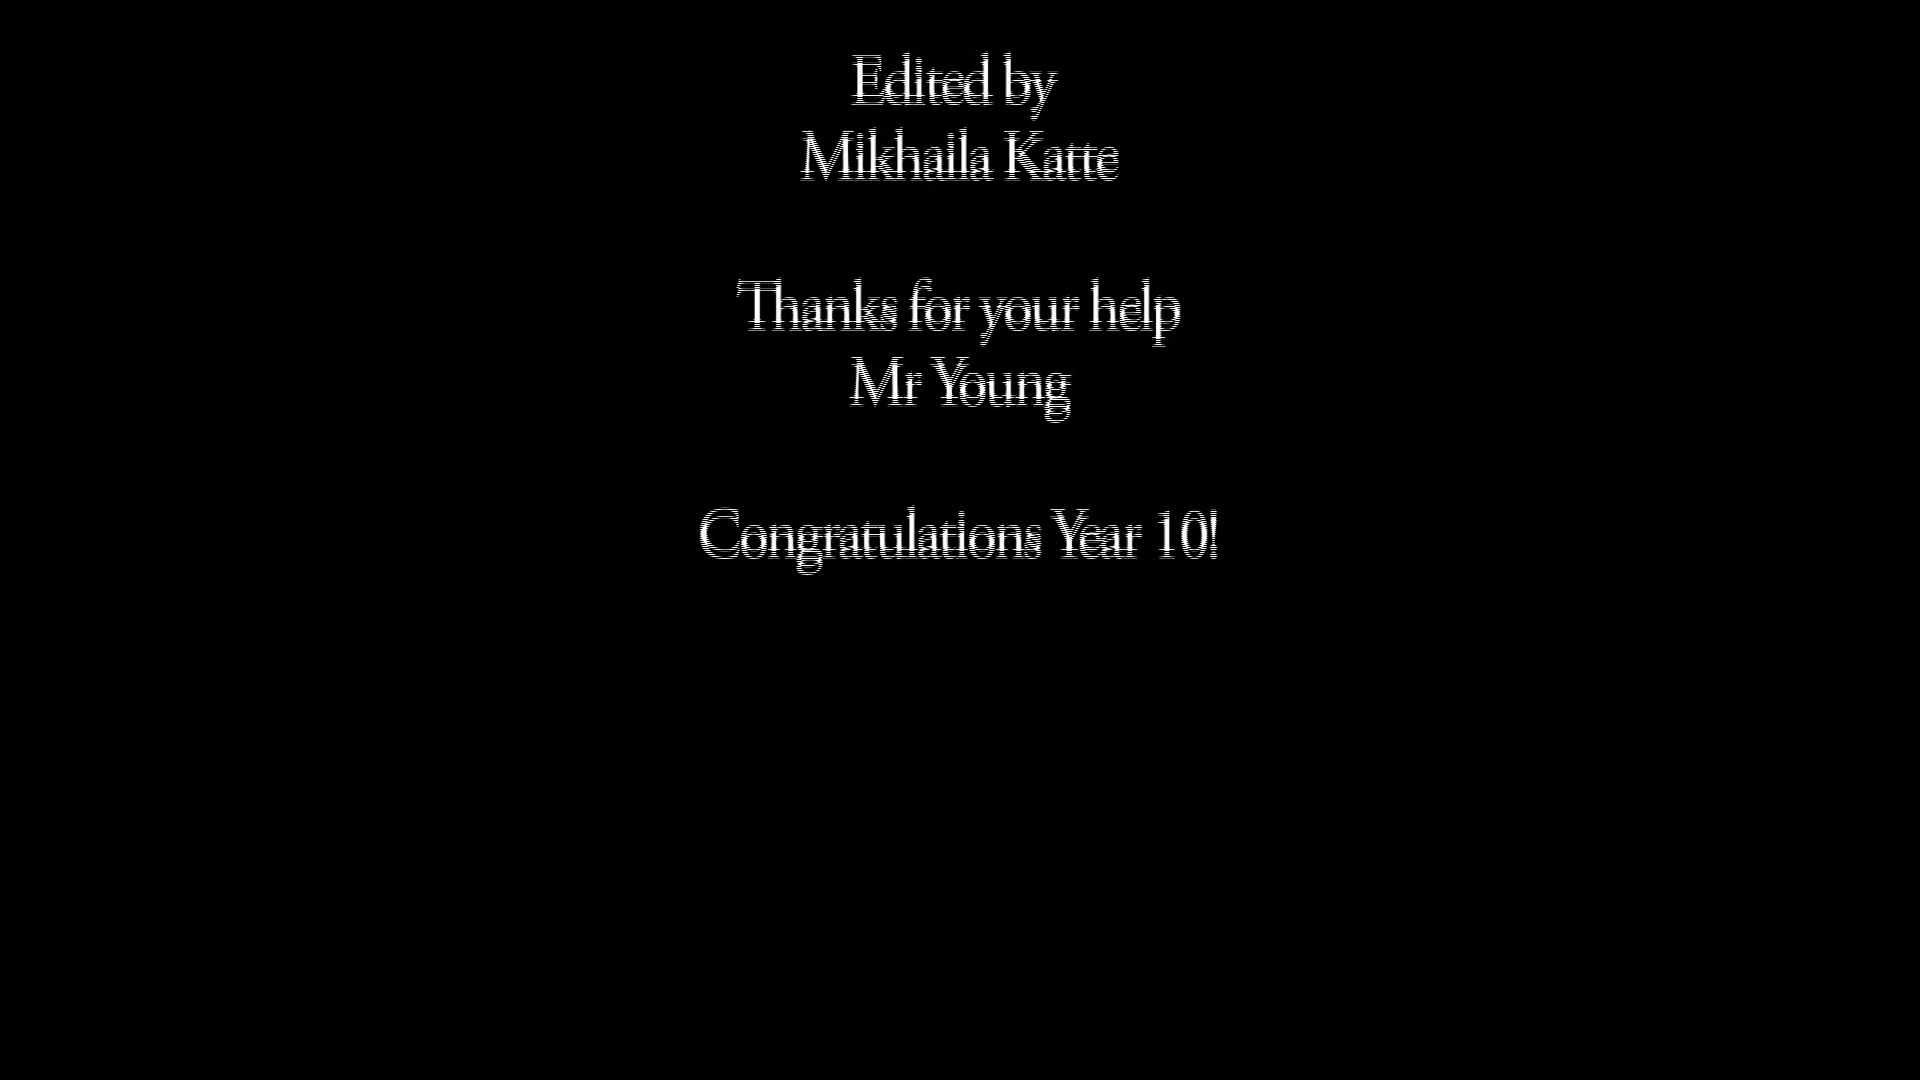 Edited by
Mikhaila Katte
Thanks for your help
Mr Young
Congratulations Year 10!